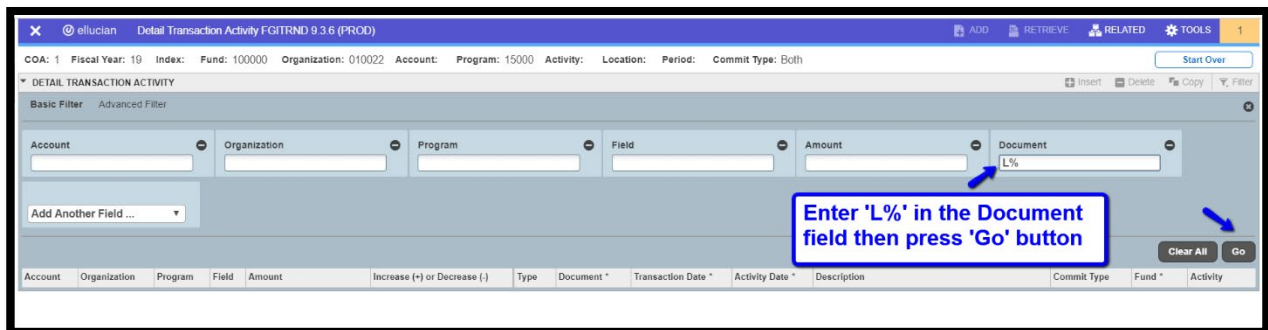 ellucian Detail Transaction Activity FGITRND 9.3.6 (PROD) ADD RETRIEVE RELATED TOOLS 1
COA: 1 Fiscal Year: 19 Index: Fund: 100000 Organization: 010022 Account: Program: 15000 Activity: Location: Period: Commit Type: Both Start Over
DETAIL TRANSACTION ACTIVITY Insert Delete Copy Filter
Basic Filter Advanced Filter
Account Organization Program Field Amount Document
L%
Add Another Field ...
Enter 'L%' in the Document
field then press 'Go' button
Clear All Go
Account Organization Program Field Amount Increase (+) or Decrease (-) Type Document * Transaction Date * Activity Date * Description Commit Type Fund * Activity